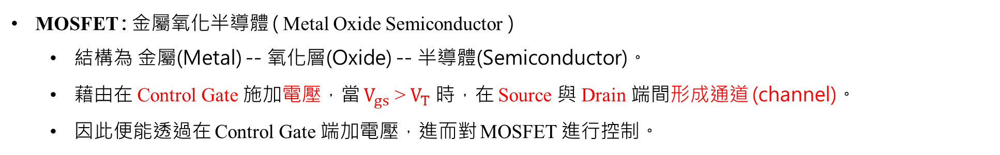 • MOSFET : 金屬氧化半導體 ( Metal Oxide Semiconductor )
• 結構為 金屬(Metal) -- 氧化層(Oxide) -- 半導體(Semiconductor)。
• 藉由在 Control Gate 施加電壓，當 Vgs > VT 時，在 Source 與 Drain 端間形成通道 (channel)。
• 因此便能透過在 Control Gate 端加電壓，進而對 MOSFET 進行控制。